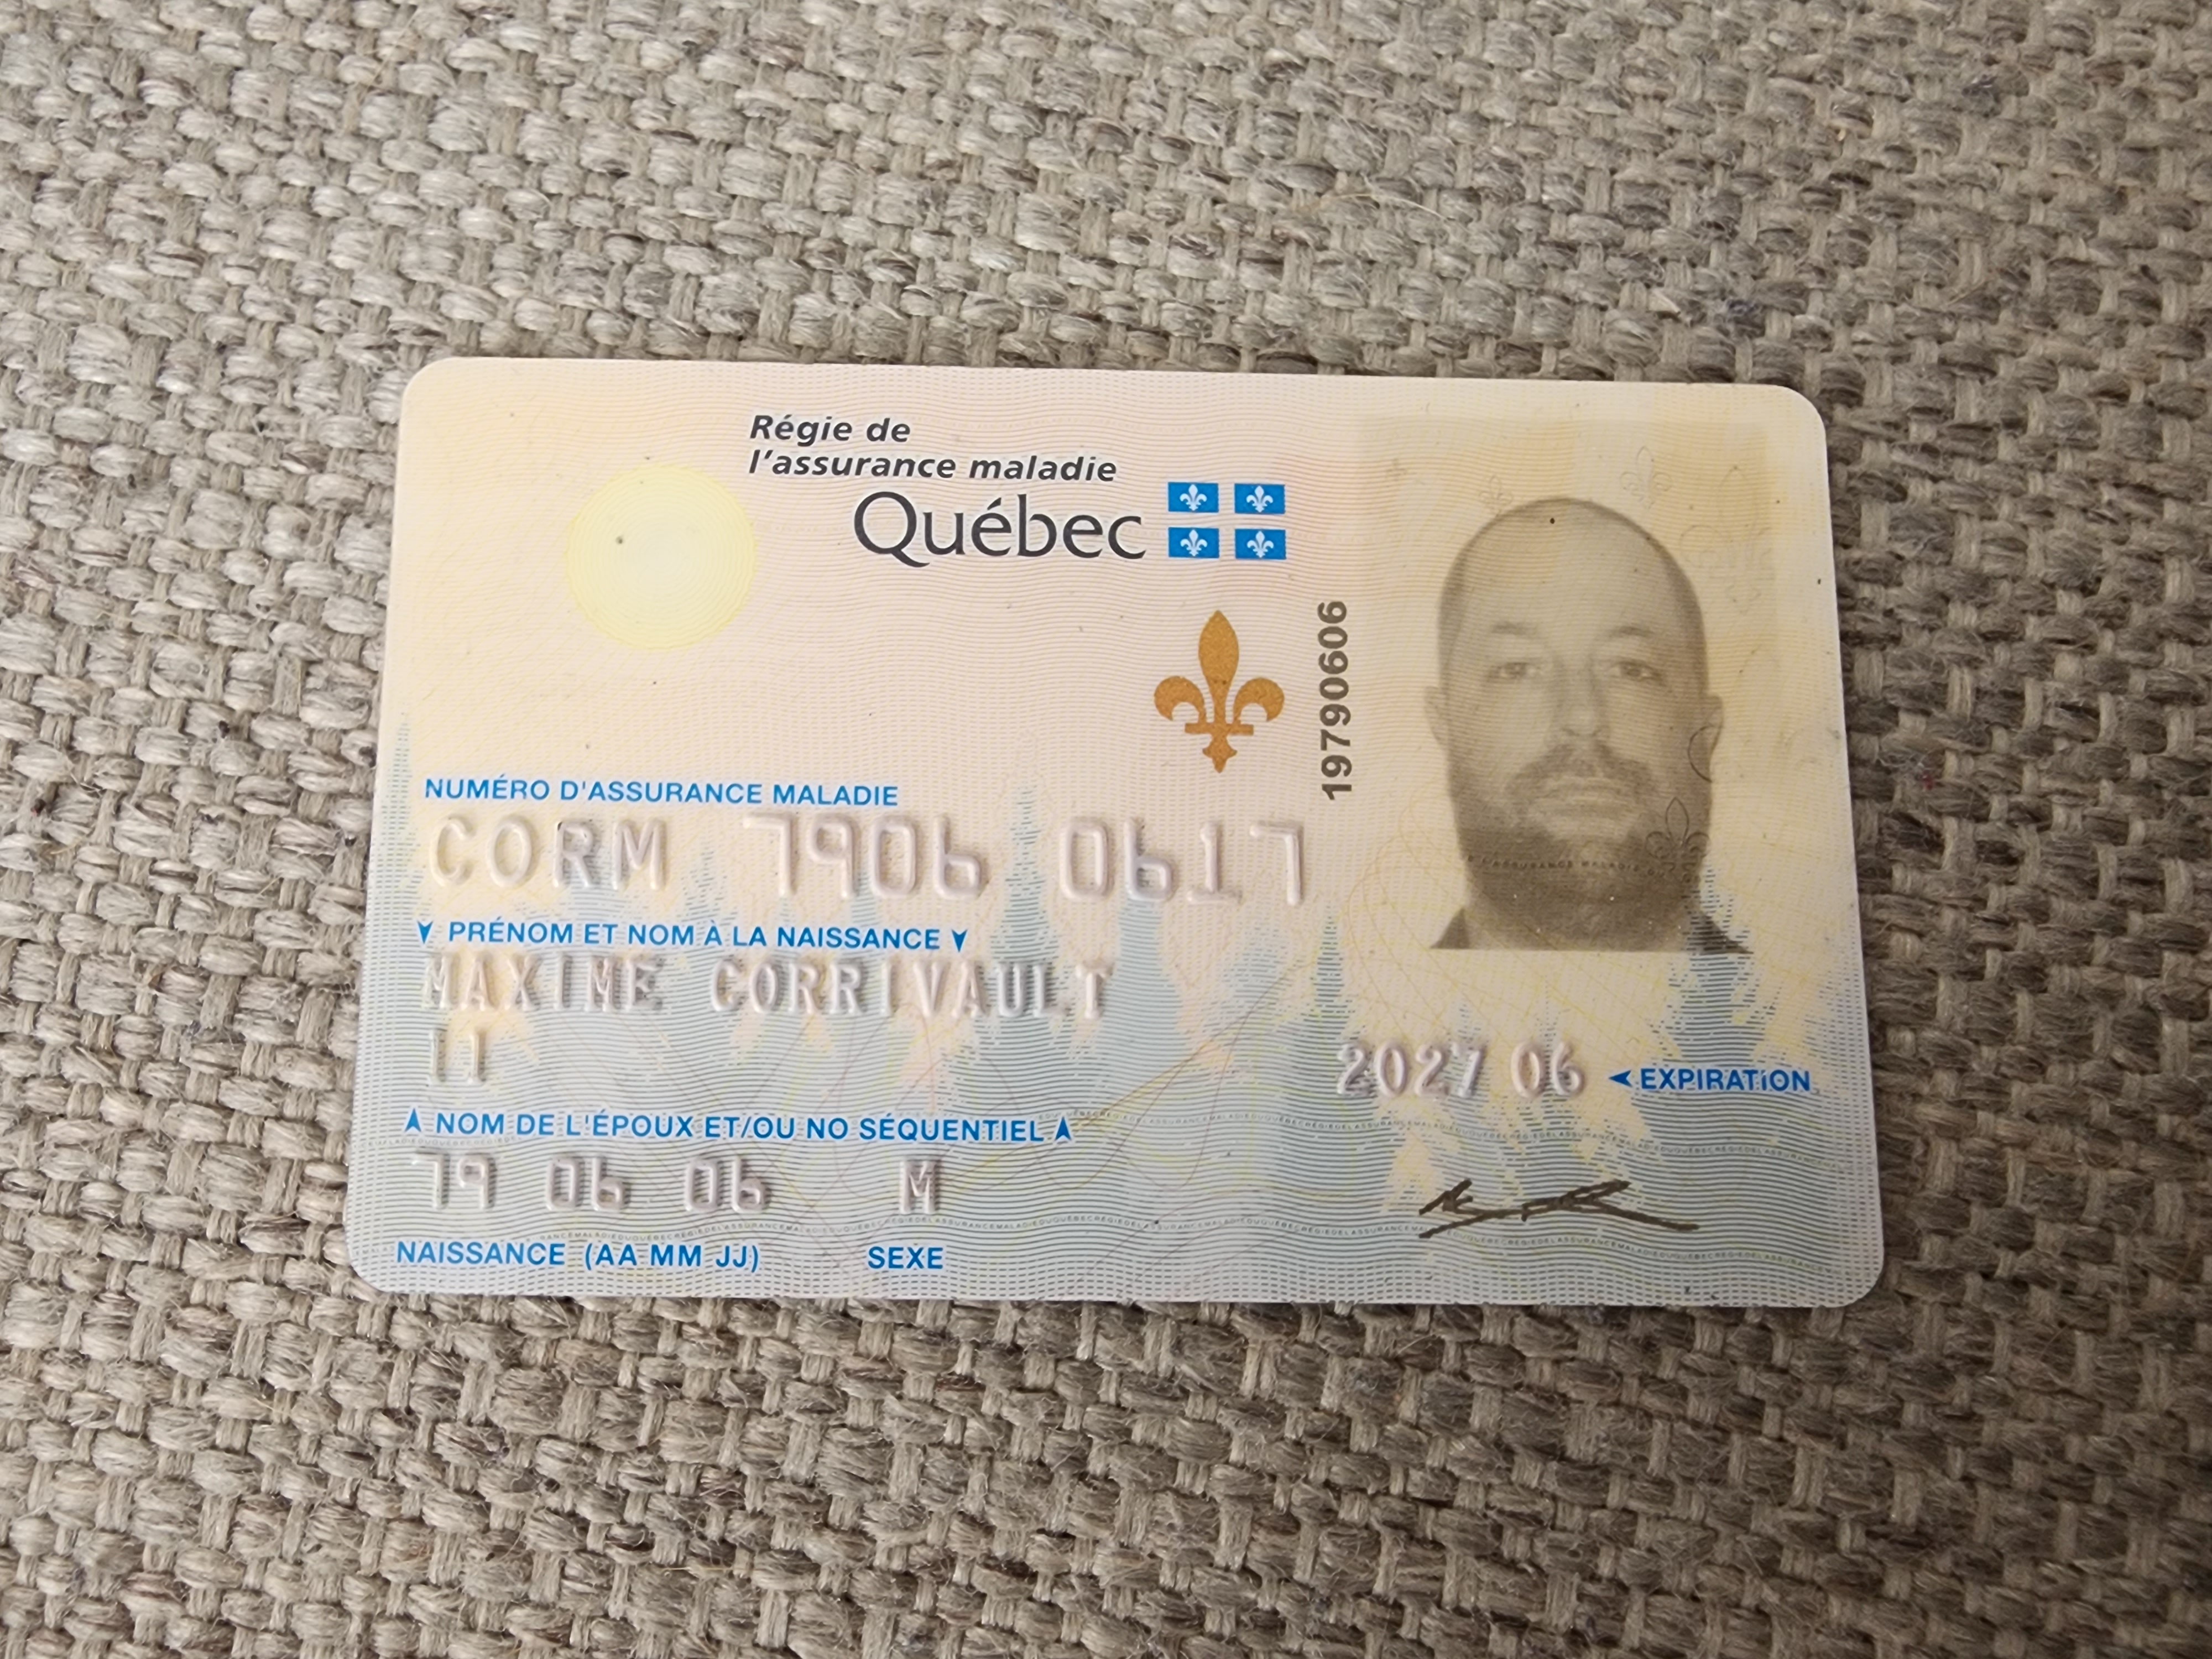 Régie de
l'assurance maladie
Québec
19790606
NUMÉRO D'ASSURANCE MALADIE
CORM 7906 0617
▼ PRÉNOM ET NOM À LA NAISSANCE ▼
MAXIME CORRIVAULT
2027 06 ◄ EXPIRATION
▲ NOM DE L'ÉPOUX ET/OU NO SÉQUENTIEL ▲
79 06 06 M
NAISSANCE (AA MM JJ) SEXE